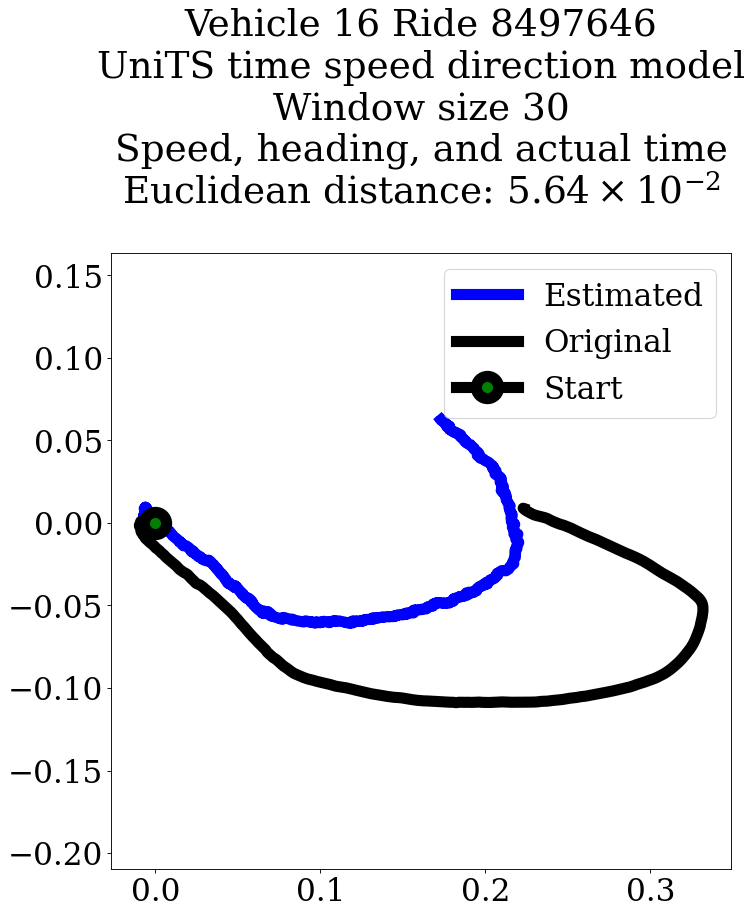 Vehicle 16 Ride 8497646
UniTS time speed direction model
Window size 30
Speed, heading, and actual time
Euclidean distance: 5.64 × 10⁻²
Estimated
Original
Start
0.15
0.10
0.05
0.00
−0.05
−0.10
−0.15
−0.20
0.0 0.1 0.2 0.3